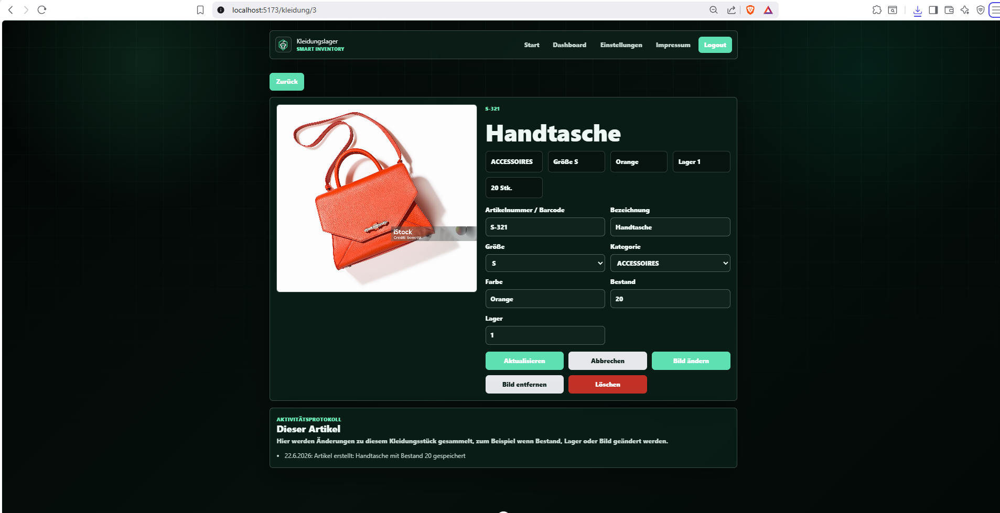 localhost:5173/kleidung/3
Kleidungslager
SMART INVENTORY
Start
Dashboard
Einstellungen
Impressum
Logout
Zurück
iStock
Credit: bonetta
S-321
Handtasche
ACCESSOIRES
Größe S
Orange
Lager 1
20 Stk.
Artikelnummer / Barcode
Bezeichnung
S-321
Handtasche
Größe
Kategorie
S
ACCESSOIRES
Farbe
Bestand
Orange
20
Lager
1
Aktualisieren
Abbrechen
Bild ändern
Bild entfernen
Löschen
AKTIVITÄTSPROTOKOLL
Dieser Artikel
Hier werden Änderungen zu diesem Kleidungsstück gesammelt, zum Beispiel wenn Bestand, Lager oder Bild geändert werden.
• 22.6.2026: Artikel erstellt: Handtasche mit Bestand 20 gespeichert